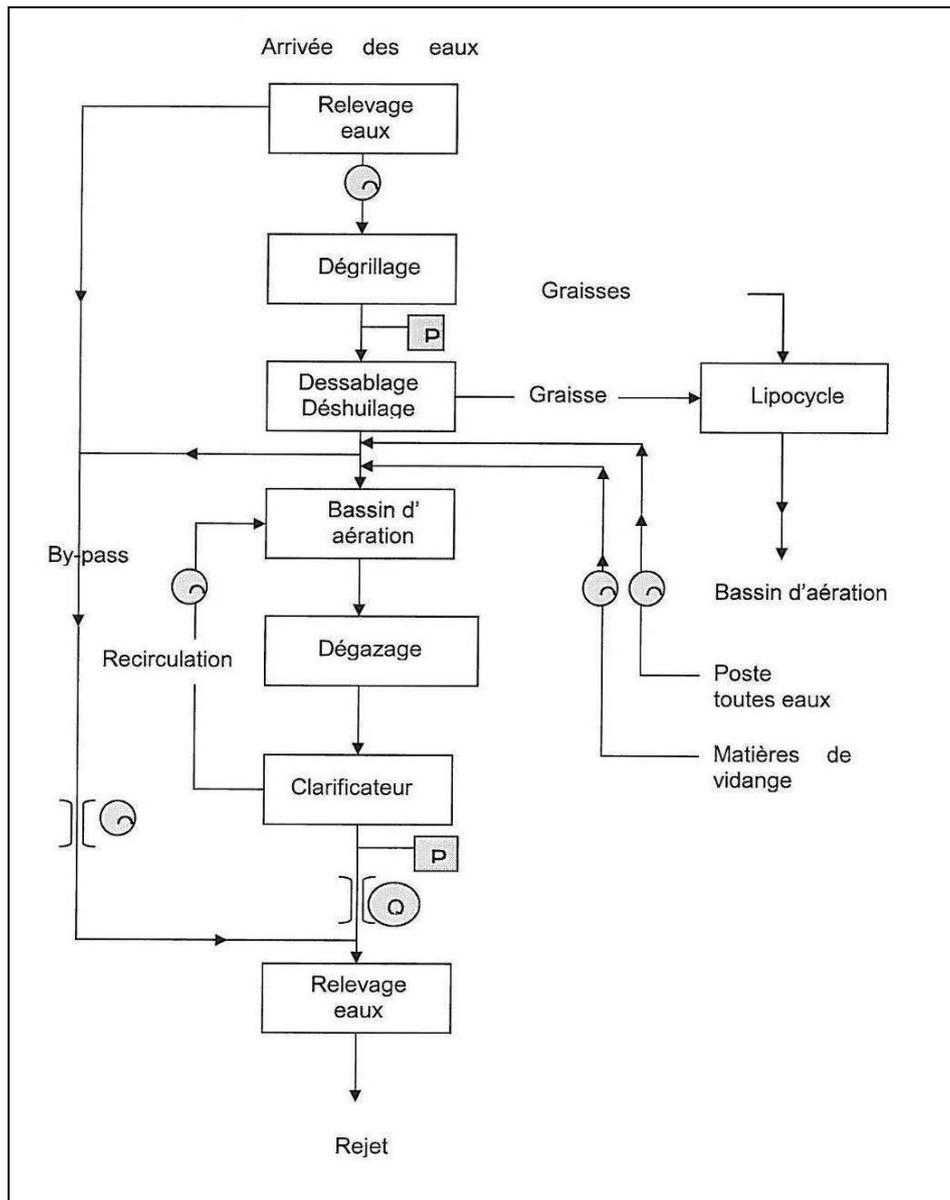 Arrivée des eaux
Relevage
eaux
Dégrillage
Graisses
P
Dessablage
Déshuilage
Graisse
Lipocycle
Bassin d'
aération
By-pass
Bassin d'aération
Dégazage
Recirculation
Poste
toutes eaux
Matières de
vidange
Clarificateur
P
Q
Relevage
eaux
Rejet